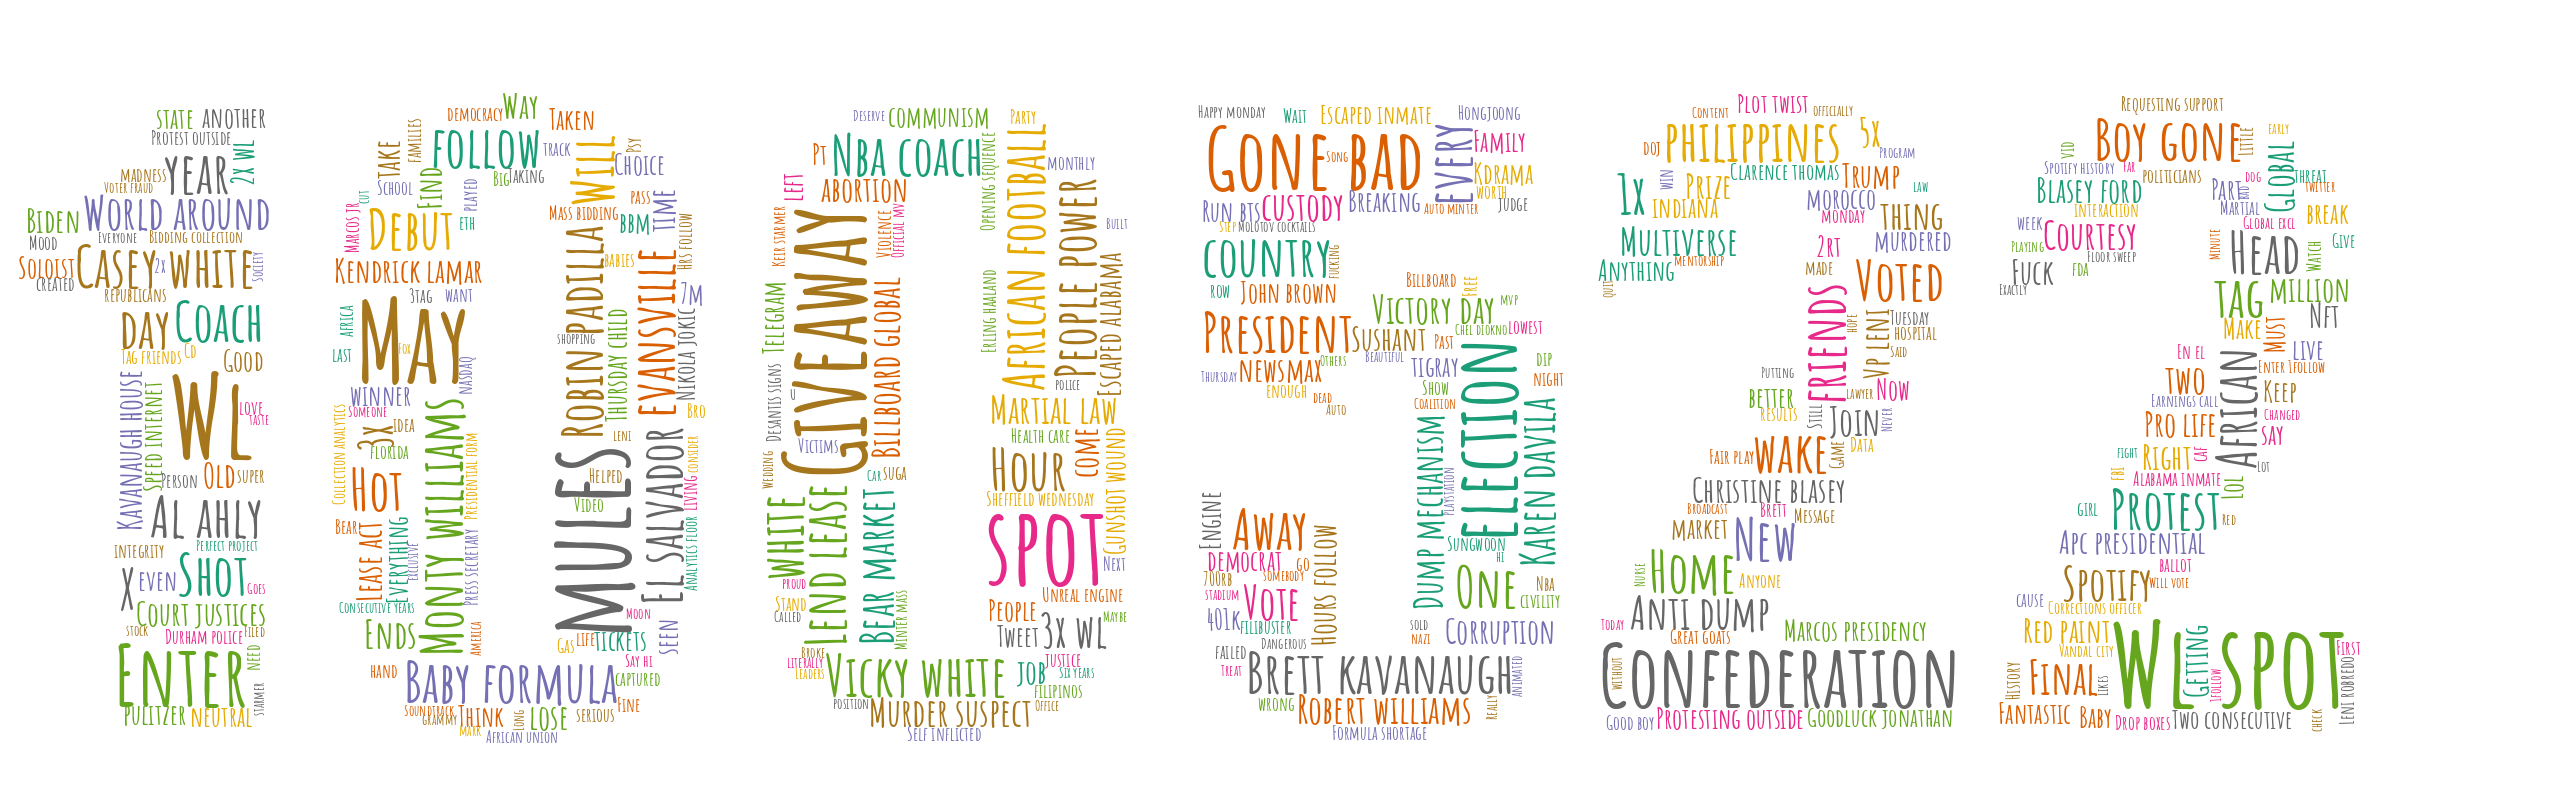 STATE ANOTHER
PROTEST OUTSIDE
YEAR
2X WL
MADNESS
VOTER FRAUD
BIDEN
WORLD AROUND
MOOD
EVERYONE
BIDDING COLLECTION
SOLOIST
CASEY WHITE
2X
SOCIETY
CREATED
REPUBLICANS
DAY
COACH
TAG FRIENDS
CD
GOOD
KAVANAUGH HOUSE
SPEED INTERNET
WL
LOVE
TASTE
PERSON
OLD
SUPER
AL AHLY
INTEGRITY
PERFECT PROJECT
X
EVEN
SHOT
GOES
COURT JUSTICES
STOCK
DURHAM POLICE
FILED
ENTER
NEED
STARMER
PULITZER
NEUTRAL
DEMOCRACY
WAY
TAKEN
TAKE
FAMILIES
FOLLOW
TRACK
WILL
PSY
CHOICE
SCHOOL
FIND
PLAYED
BIG
TAKING
CUT
MARCOS JR
DEBUT
ETH
MASS BIDDING
PASS
BBM
TIME
HRS FOLLOW
KENDRICK LAMAR
3TAG
WANT
PADILLA
BABIES
EVANSVILLE
7M
NIKOLA JOKIC
AFRICA
LAST
MAY
FOX
NASDAQ
SHOPPING
ROBIN
THURSDAY CHILD
WINNER
SOMEONE
BRO
COLLECTION ANALYTICS
3X
IDEA
FLORIDA
MONTY WILLIAMS
PRESIDENTIAL FORM
LENI
HOT
MULES
HELPED
VIDEO
EL SALVADOR
CONSIDER
LIVING
ANALYTICS FLOOR
BEAR
LEASE ACT
EVERYTHING
EXCLUSIVE
PRESS SECRETARY
CONSECUTIVE YEARS
ENDS
AMERICA
MOON
GAS
LIFE
TICKETS
SEEN
HAND
BABY FORMULA
SAY HI
CAPTURED
SOUNDTRACK
GRAMMY
THINK
MARK
LONG
LOSE
SERIOUS
FINE
AFRICAN UNION
DESERVE
COMMUNISM
PARTY
PT
NBA COACH
OPENING SEQUENCE
AFRICAN FOOTBALL
MONTHLY
LEFT
ABORTION
PEOPLE POWER
KEIR STARMER
GIVEAWAY
VIOLENCE
OFFICIAL MV
BUILT
TELEGRAM
BILLBOARD GLOBAL
ERLING HAALAND
ESCAPED ALABAMA
DESANTIS SIGNS
U
POLICE
MARTIAL LAW
VICTIMS
HEALTH CARE
COME
GUNSHOT WOUND
WEDDING
CAR
SUGA
HOUR
SHEFFIELD WEDNESDAY
WHITE
LEND LEASE
BEAR MARKET
SPOT
NEXT
PROUD
STAND
CALLED
MINTER MASS
UNREAL ENGINE
PEOPLE
TWEET
3X WL
MAYBE
BROKE
LITERALLY
LEADERS
VICKY WHITE
JOB
JUSTICE
SIX YEARS
FILIPINOS
POSITION
MURDER SUSPECT
OFFICE
SELF INFLICTED
HAPPY MONDAY
WAIT
ESCAPED INMATE
HONGJOONG
GONE BAD
SONG
EVERY
FAMILY
KDRAMA
WORTH
RUN BTS
CUSTODY
BREAKING
AUTO MINTER
JUDGE
STEP
MOLOTOV COCKTAILS
COUNTRY
FUCKING
ROW
JOHN BROWN
BILLBOARD
FREE
VICTORY DAY
MVP
PRESIDENT
SUSHANT
CHEL DIOKNO
LOWEST
PAST
THURSDAY
NEWSMAX
OTHERS
BEAUTIFUL
TIGRAY
DIP
ENOUGH
DEAD
AUTO
SHOW
COALITION
ELECTION
NIGHT
KAREN DAVILA
DUMP MECHANISM
PLAYSTATION
ENGINE
AWAY
HOURS FOLLOW
SUNGWOON
HI
DEMOCRAT
GO
700RB
SOMEBODY
STADIUM
VOTE
ONE
NBA
CIVILITY
401K
FILIBUSTER
SOLD
NAZI
CORRUPTION
FAILED
DANGEROUS
TREAT
BRETT KAVANAUGH
ANIMATED
WRONG
ROBERT WILLIAMS
REALLY
FORMULA SHORTAGE
CONTENT
PLOT TWIST
OFFICIALLY
DOJ
PHILIPPINES
5X
PROGRAM
1X
WIN
PRIZE
CLARENCE THOMAS
TRUMP
LAW
INDIANA
MOROCCO
MONDAY
THING
MULTIVERSE
2RT
MURDERED
ANYTHING
MENTORSHIP
MADE
VOTED
QUIT
FRIENDS
HOPE
VP LENI
TUESDAY
HOSPITAL
SAID
PUTTING
BETTER
RESULTS
LAWYER
NOW
STILL
JOIN
NEVER
FAIR PLAY
WAKE
GAME
DATA
CHRISTINE BLASEY
BROADCAST
BRETT
MESSAGE
MARKET
NEW
NURSE
HOME
ANYONE
TODAY
ANTI DUMP
GREAT GOATS
MARCOS PRESIDENCY
CONFEDERATION
WITHOUT
GOOD BOY
PROTESTING OUTSIDE
GOODLUCK JONATHAN
REQUESTING SUPPORT
VID
BOY GONE
LITTLE
EARLY
SPOTIFY HISTORY
FAR
POLITICIANS
GLOBAL
DOG
THREAT
TWITTER
BLASEY FORD
PART
AND
INTERACTION
MARTIAL
BREAK
WEEK
COURTESY
GLOBAL EXCL
PLAYING
FLOOR SWEEP
MINUTE
HEAD
WATCH
GIVE
FUCK
FDA
EXACTLY
TAG
MILLION
MAKE
MUST
NFT
EN EL
LIVE
TWO
AFRICAN
ENTER 1FOLLOW
EARNINGS CALL
KEEP
PRO LIFE
CHANGED
SAY
FIGHT
RIGHT
CAF
LOT
FBI
ALABAMA INMATE
LOL
GIRL
PROTEST
RED
APC PRESIDENTIAL
BALLOT
SPOTIFY
WILL VOTE
CAUSE
CORRECTIONS OFFICER
RED PAINT
VANDAL CITY
WL SPOT
GETTING
1FOLLOW
FIRST
HISTORY
FINAL
LIKES
LENI ROBREDO
FANTASTIC
BABY
DROP BOXES
TWO CONSECUTIVE
CHECK